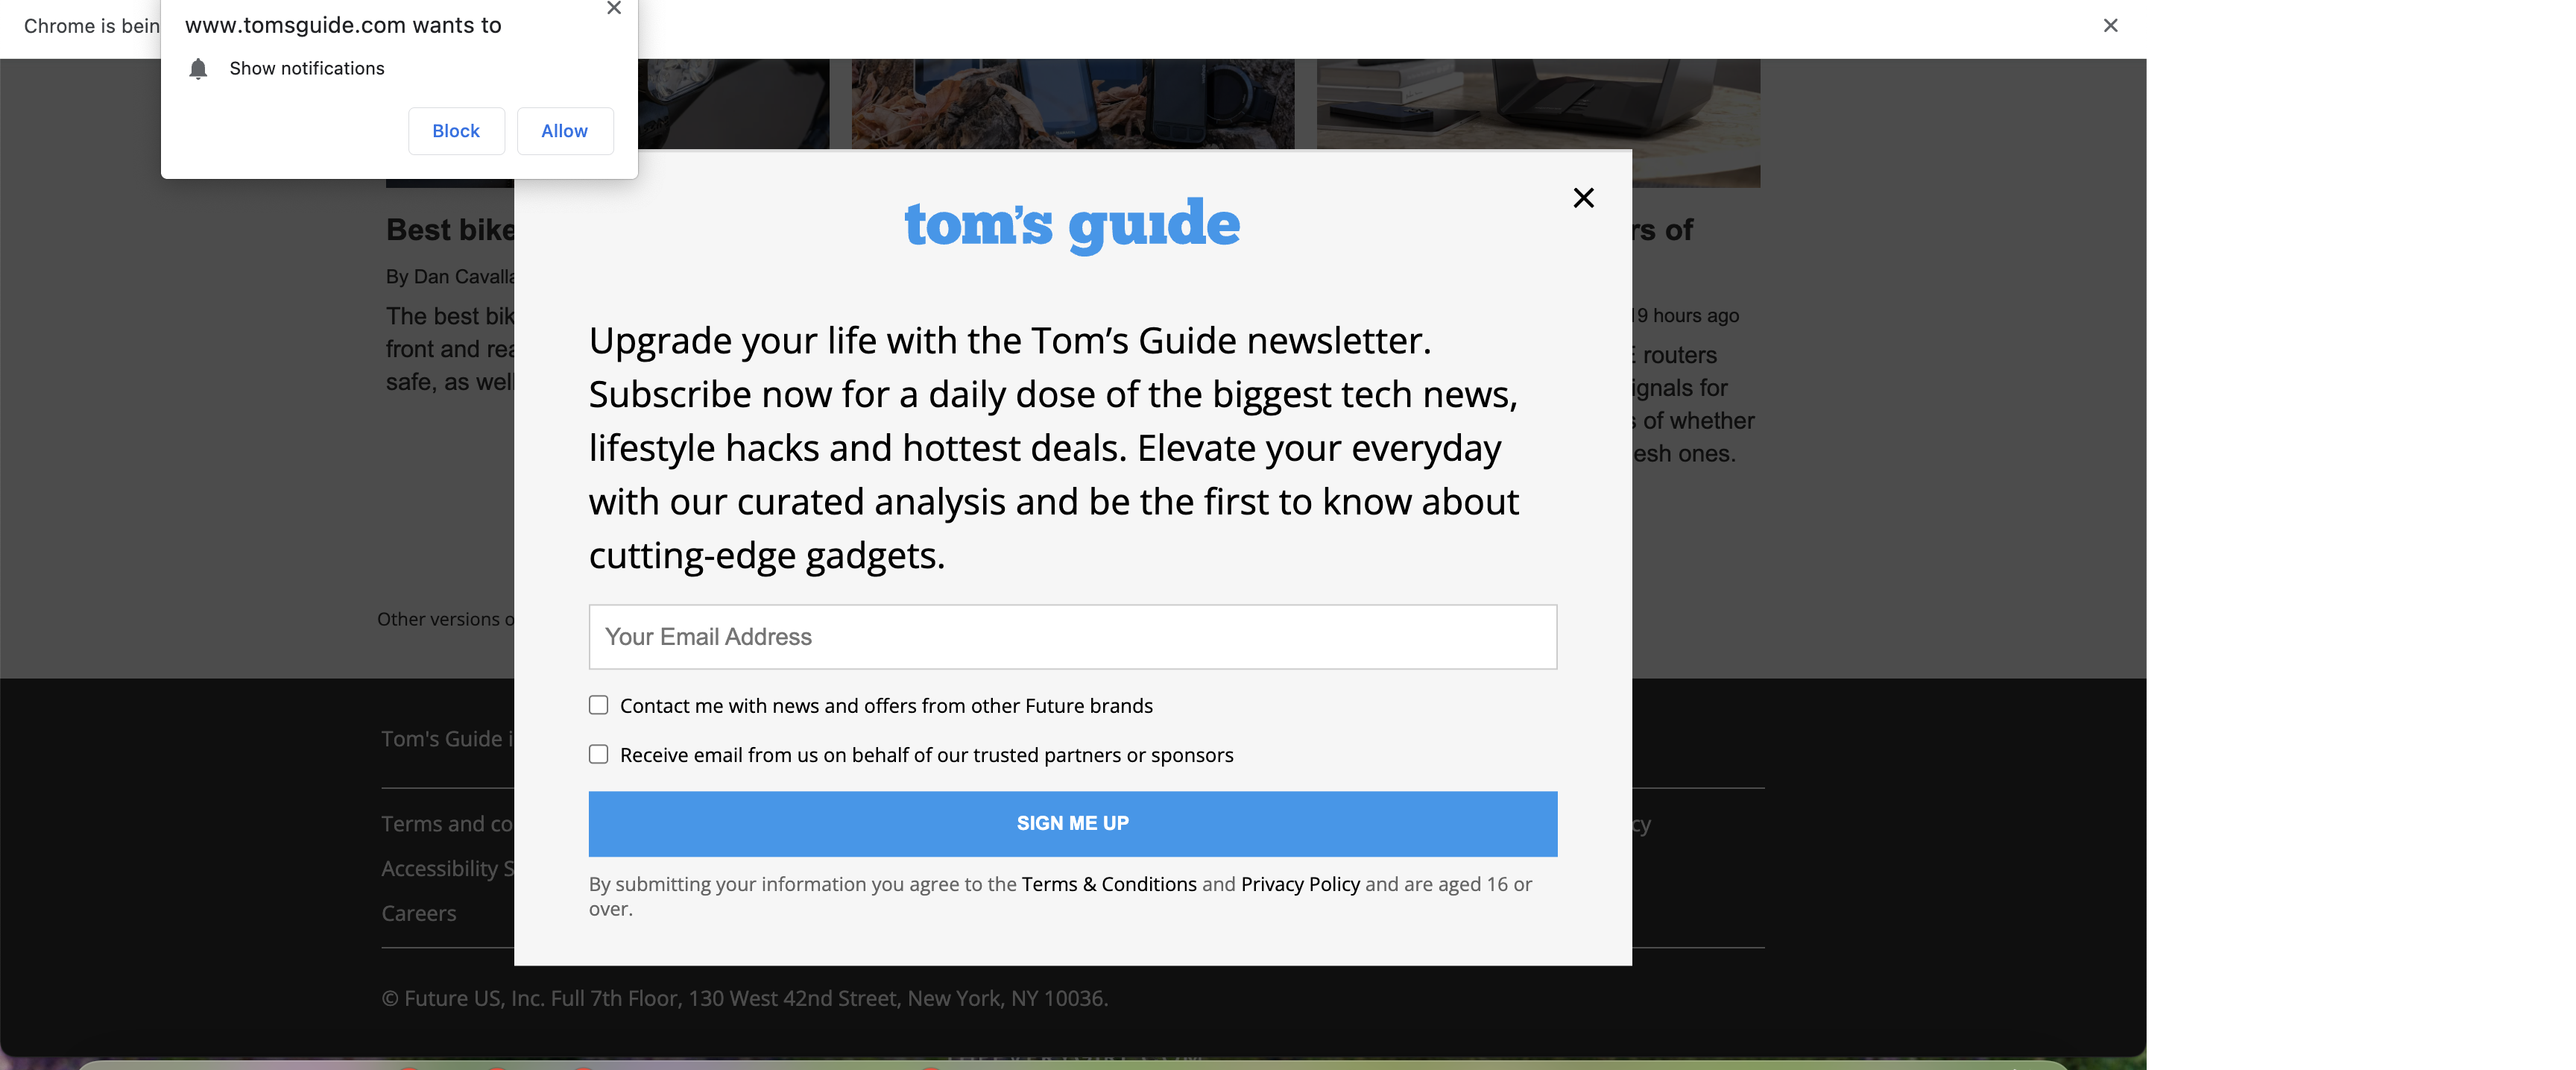 Chrome is bein
www.tomsguide.com wants to
Show notifications
Block
Allow
tom's guide
Upgrade your life with the Tom's Guide newsletter.
Subscribe now for a daily dose of the biggest tech news,
lifestyle hacks and hottest deals. Elevate your everyday
with our curated analysis and be the first to know about
cutting-edge gadgets.
Your Email Address
Contact me with news and offers from other Future brands
Receive email from us on behalf of our trusted partners or sponsors
SIGN ME UP
By submitting your information you agree to the Terms & Conditions and Privacy Policy and are aged 16 or
over.
Best bike
By Dan Cavalla
The best bik
front and rea
safe, as well
rs of
19 hours ago
E routers
ignals for
s of whether
esh ones.
Other versions o
Tom's Guide i
Terms and co
cy
Accessibility S
Careers
© Future US, Inc. Full 7th Floor, 130 West 42nd Street, New York, NY 10036.